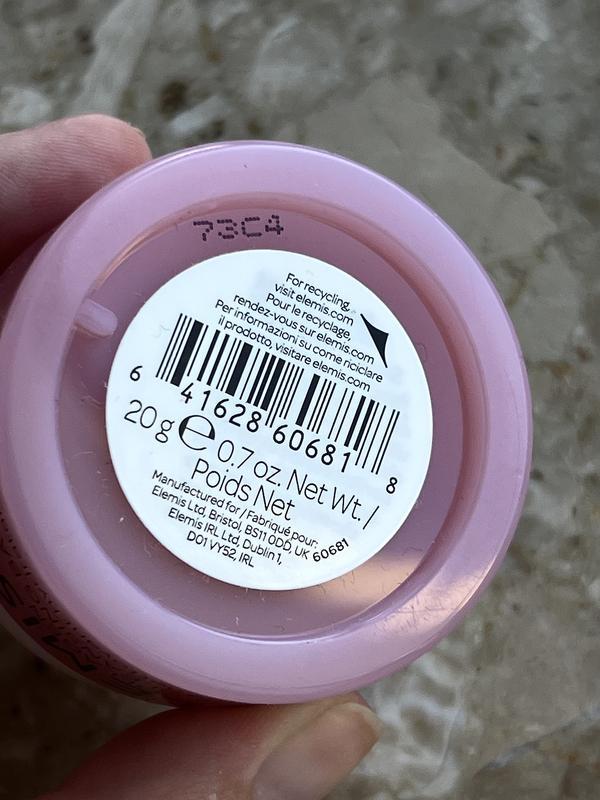 73C4
For recycling,
visit elemis.com
Pour le recyclage,
rendez-vous sur elemis.com
Per informazioni su come riciclare
il prodotto, visitare elemis.com
6 41628 60681 8
20 g e 0.7 oz. Net Wt. /
Poids Net
Manufactured for / Fabriqué pour:
Elemis Ltd, Bristol, BS11 0DD, UK 60681
Elemis IRL Ltd, Dublin 1,
D01 VY52, IRL
MIS